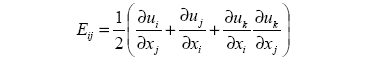 E_{ij} = \frac{1}{2}\left(\frac{\partial u_i}{\partial x_j} + \frac{\partial u_j}{\partial x_i} + \frac{\partial u_k}{\partial x_i}\frac{\partial u_k}{\partial x_j}\right)